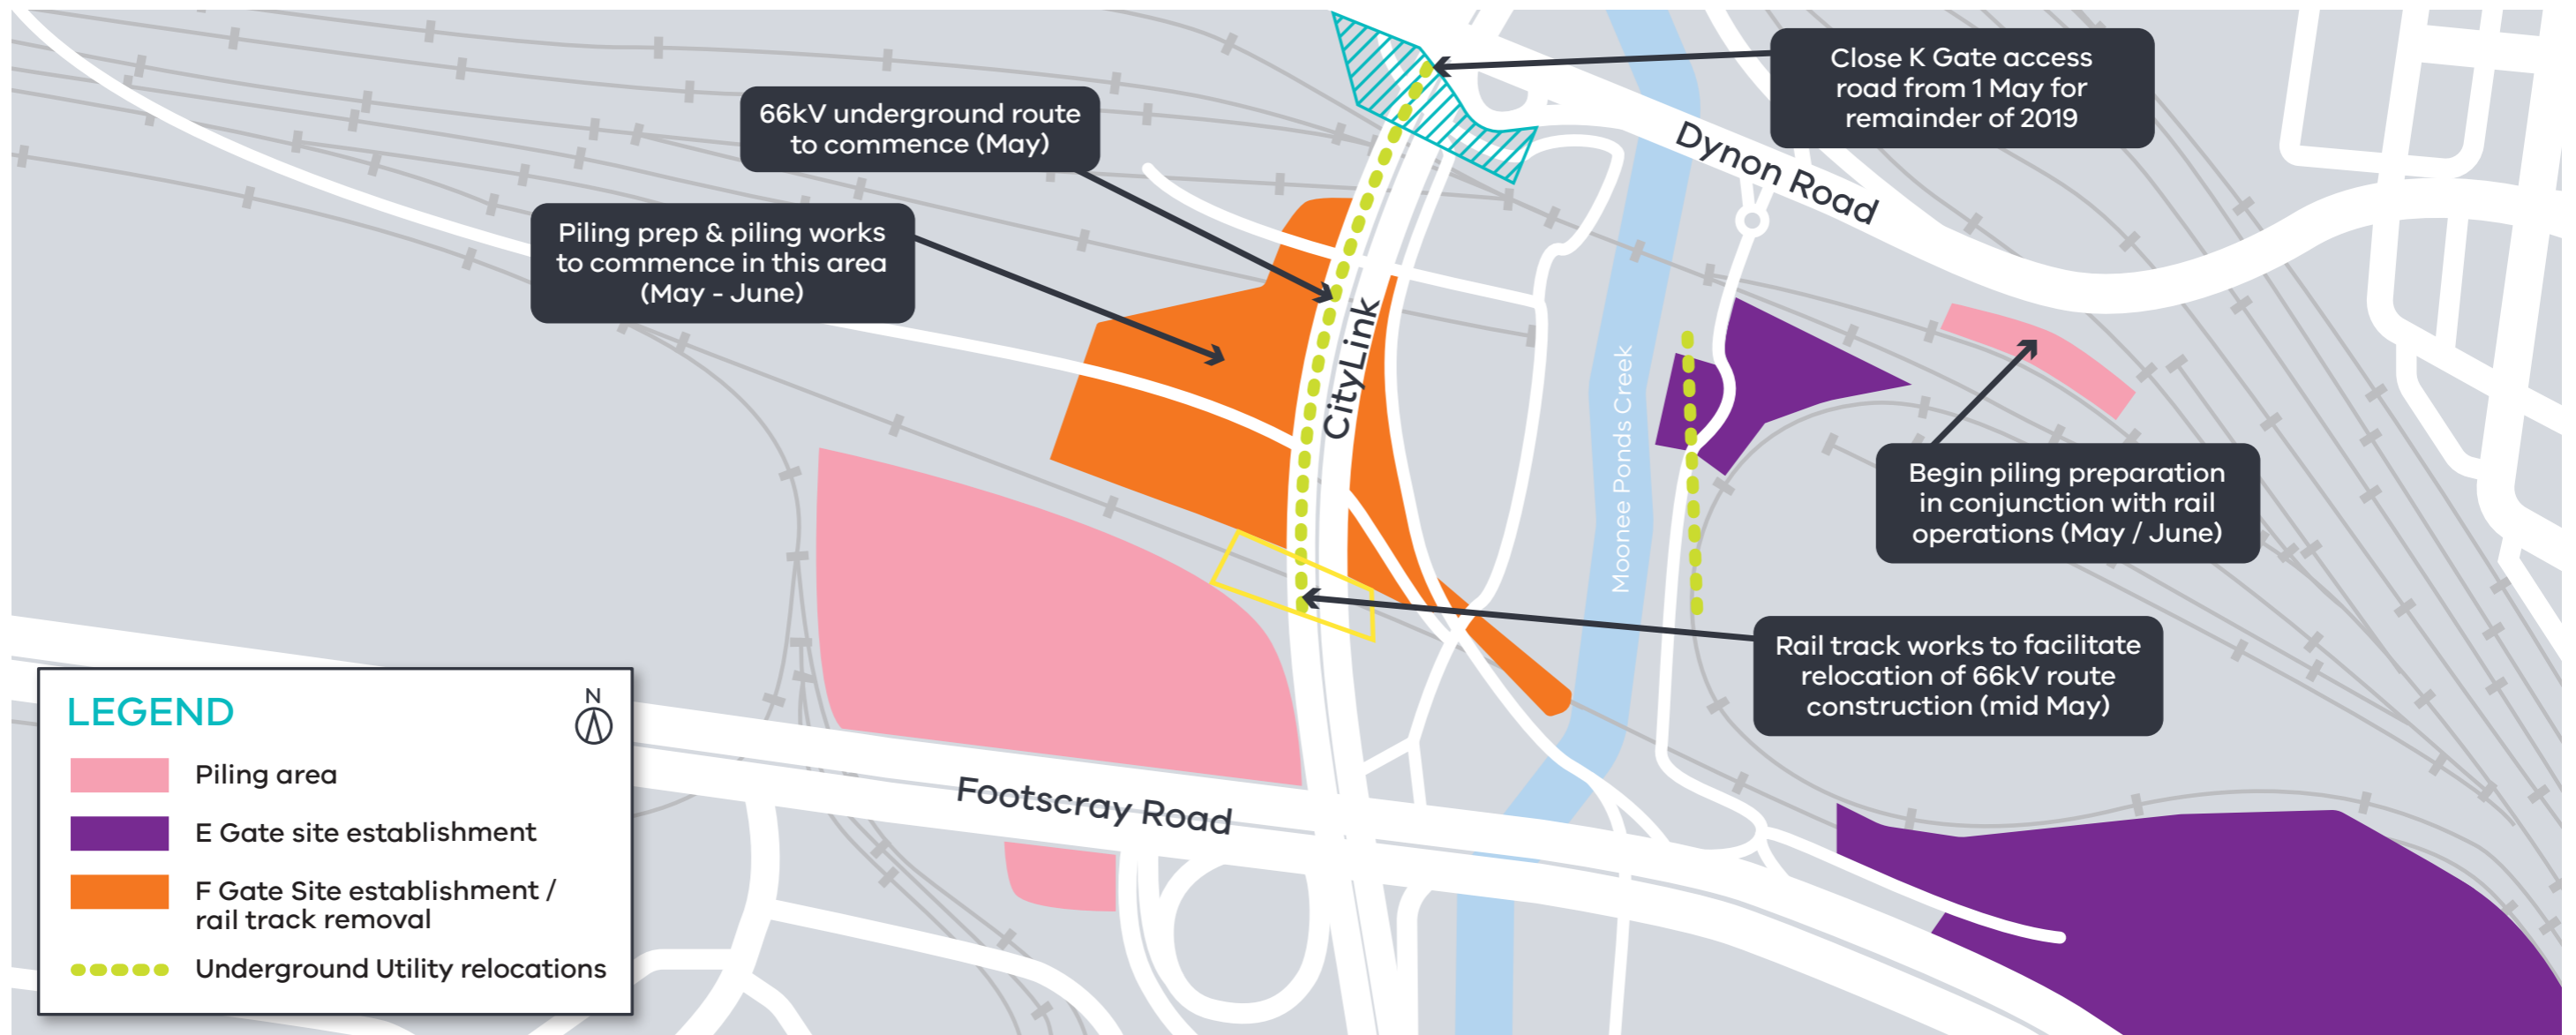 Close K Gate access
road from 1 May for
remainder of 2019
66kV underground route
to commence (May)
Dynon Road
Piling prep & piling works
to commence in this area
(May - June)
CityLink
Moonee Ponds Creek
Begin piling preparation
in conjunction with rail
operations (May / June)
Rail track works to facilitate
relocation of 66kV route
construction (mid May)
Footscray Road
LEGEND
N
Piling area
E Gate site establishment
F Gate Site establishment /
rail track removal
Underground Utility relocations